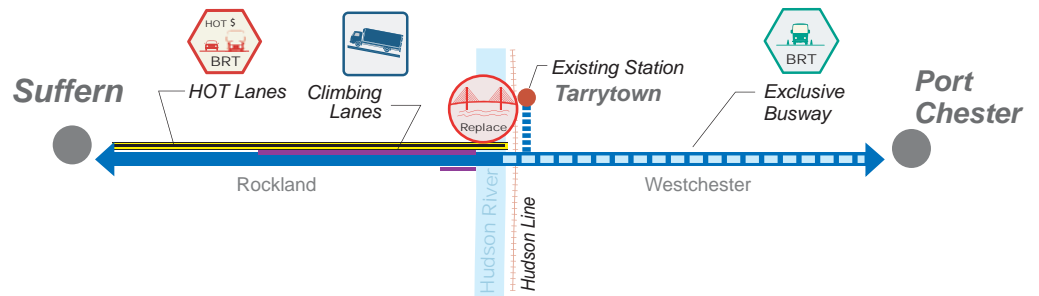 Suffern
HOT $
BRT
HOT Lanes
Climbing
Lanes
Replace
Existing Station
Tarrytown
BRT
Exclusive
Busway
Port
Chester
Rockland
Westchester
Hudson River
Hudson Line